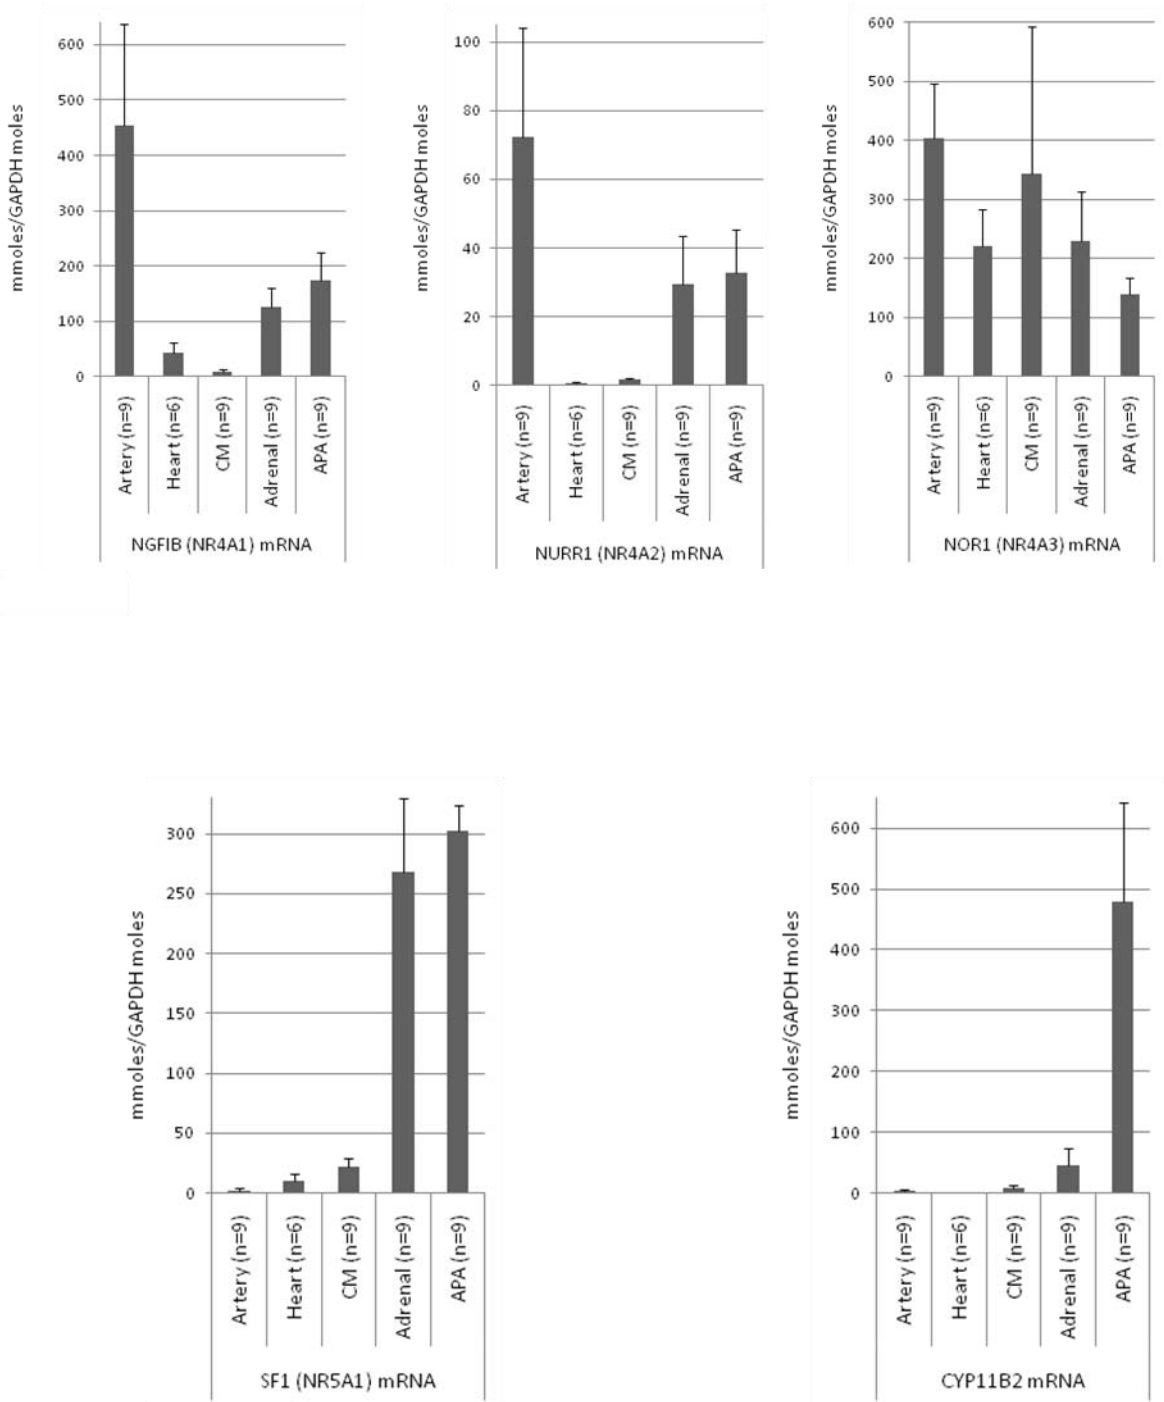 mmoles/GAPDH moles
600
500
400
300
200
100
0
Artery (n=9)
Heart (n=6)
CM (n=9)
Adrenal (n=9)
APA (n=9)
NGFIB (NR4A1) mRNA
mmoles/GAPDH moles
100
80
60
40
20
0
Artery (n=9)
Heart (n=6)
CM (n=9)
Adrenal (n=9)
APA (n=9)
NURR1 (NR4A2) mRNA
mmoles/GAPDH moles
600
500
400
300
200
100
0
Artery (n=9)
Heart (n=6)
CM (n=9)
Adrenal (n=9)
APA (n=9)
NOR1 (NR4A3) mRNA
mmoles/GAPDH moles
300
250
200
150
100
50
0
Artery (n=9)
Heart (n=6)
CM (n=9)
Adrenal (n=9)
APA (n=9)
SF1 (NR5A1) mRNA
mmoles/GAPDH moles
600
500
400
300
200
100
0
Artery (n=9)
Heart (n=6)
CM (n=9)
Adrenal (n=9)
APA (n=9)
CYP11B2 mRNA